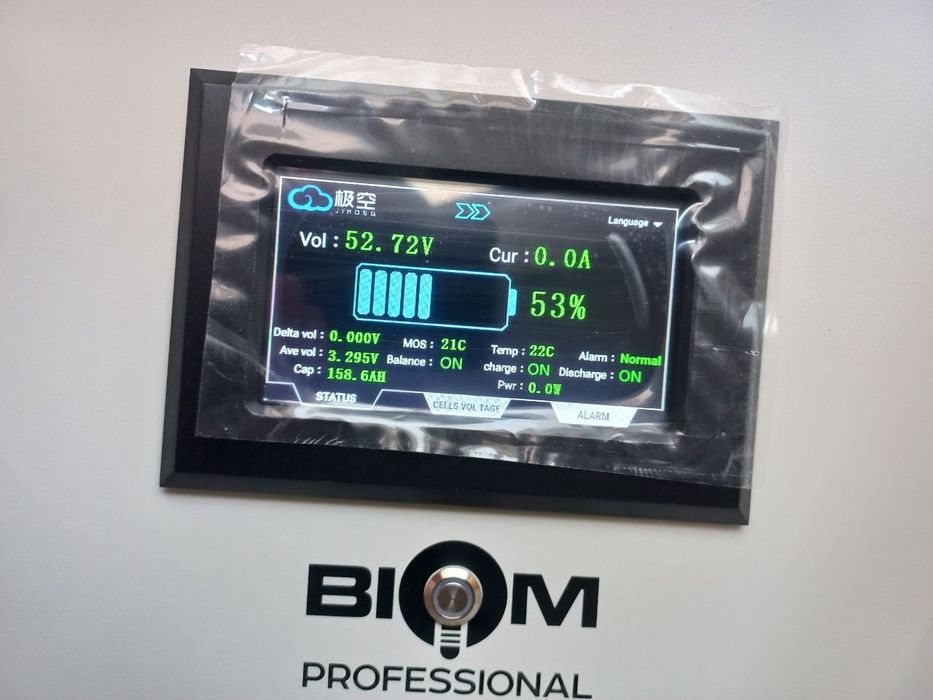 极空
JIKONG
Language
Vol : 52.72V
Cur : 0.0A
53%
Delta vol : 0.000V
MOS : 21C
Temp : 22C
Alarm : Normal
Ave vol : 3.295V
Balance : ON
charge : ON
Discharge : ON
Cap : 158.6AH
Pwr : 0.0W
STATUS
CELLS VOLTAGE
ALARM
BIOM
PROFESSIONAL